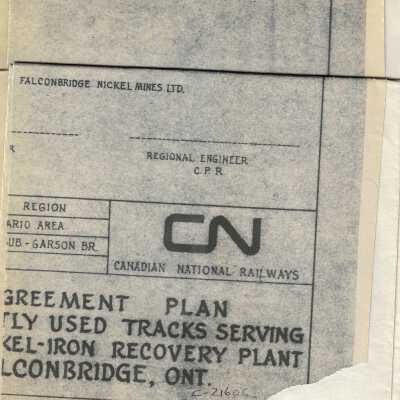 FALCONBRIDGE NICKEL MINES LTD.
R
REGIONAL ENGINEER
C.P.R
REGION
ARIO AREA
UB - GARSON BR.
CN
CANADIAN NATIONAL RAILWAYS
GREEMENT PLAN
TLY USED TRACKS SERVING
KEL-IRON RECOVERY PLANT
LCONBRIDGE, ONT.